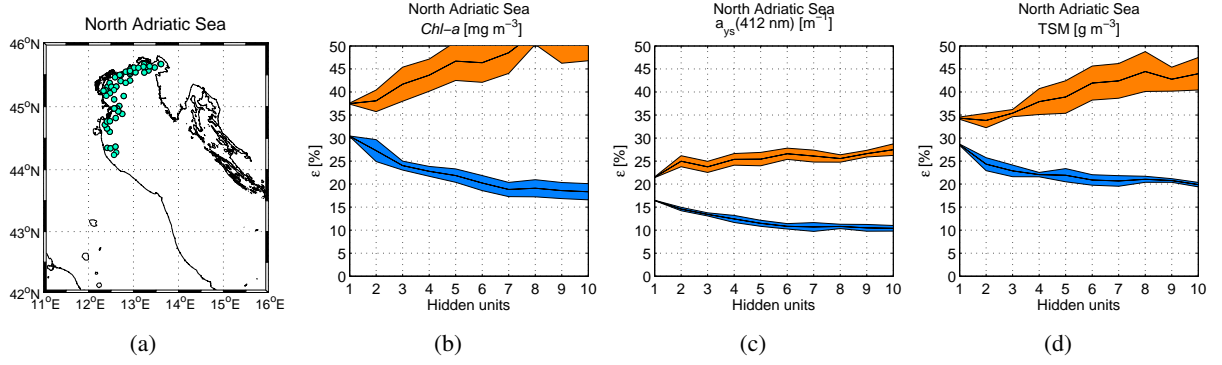 North Adriatic Sea
46°N
45°N
44°N
43°N
42°N
11°E 12°E 13°E 14°E 15°E 16°E
(a)
North Adriatic Sea
Chl−a [mg m⁻³]
ε [%]
50
45
40
35
30
25
20
15
10
5
0
1 2 3 4 5 6 7 8 9 10
Hidden units
(b)
North Adriatic Sea
a_ys(412 nm) [m⁻¹]
ε [%]
50
45
40
35
30
25
20
15
10
5
0
1 2 3 4 5 6 7 8 9 10
Hidden units
(c)
North Adriatic Sea
TSM [g m⁻³]
ε [%]
50
45
40
35
30
25
20
15
10
5
0
1 2 3 4 5 6 7 8 9 10
Hidden units
(d)